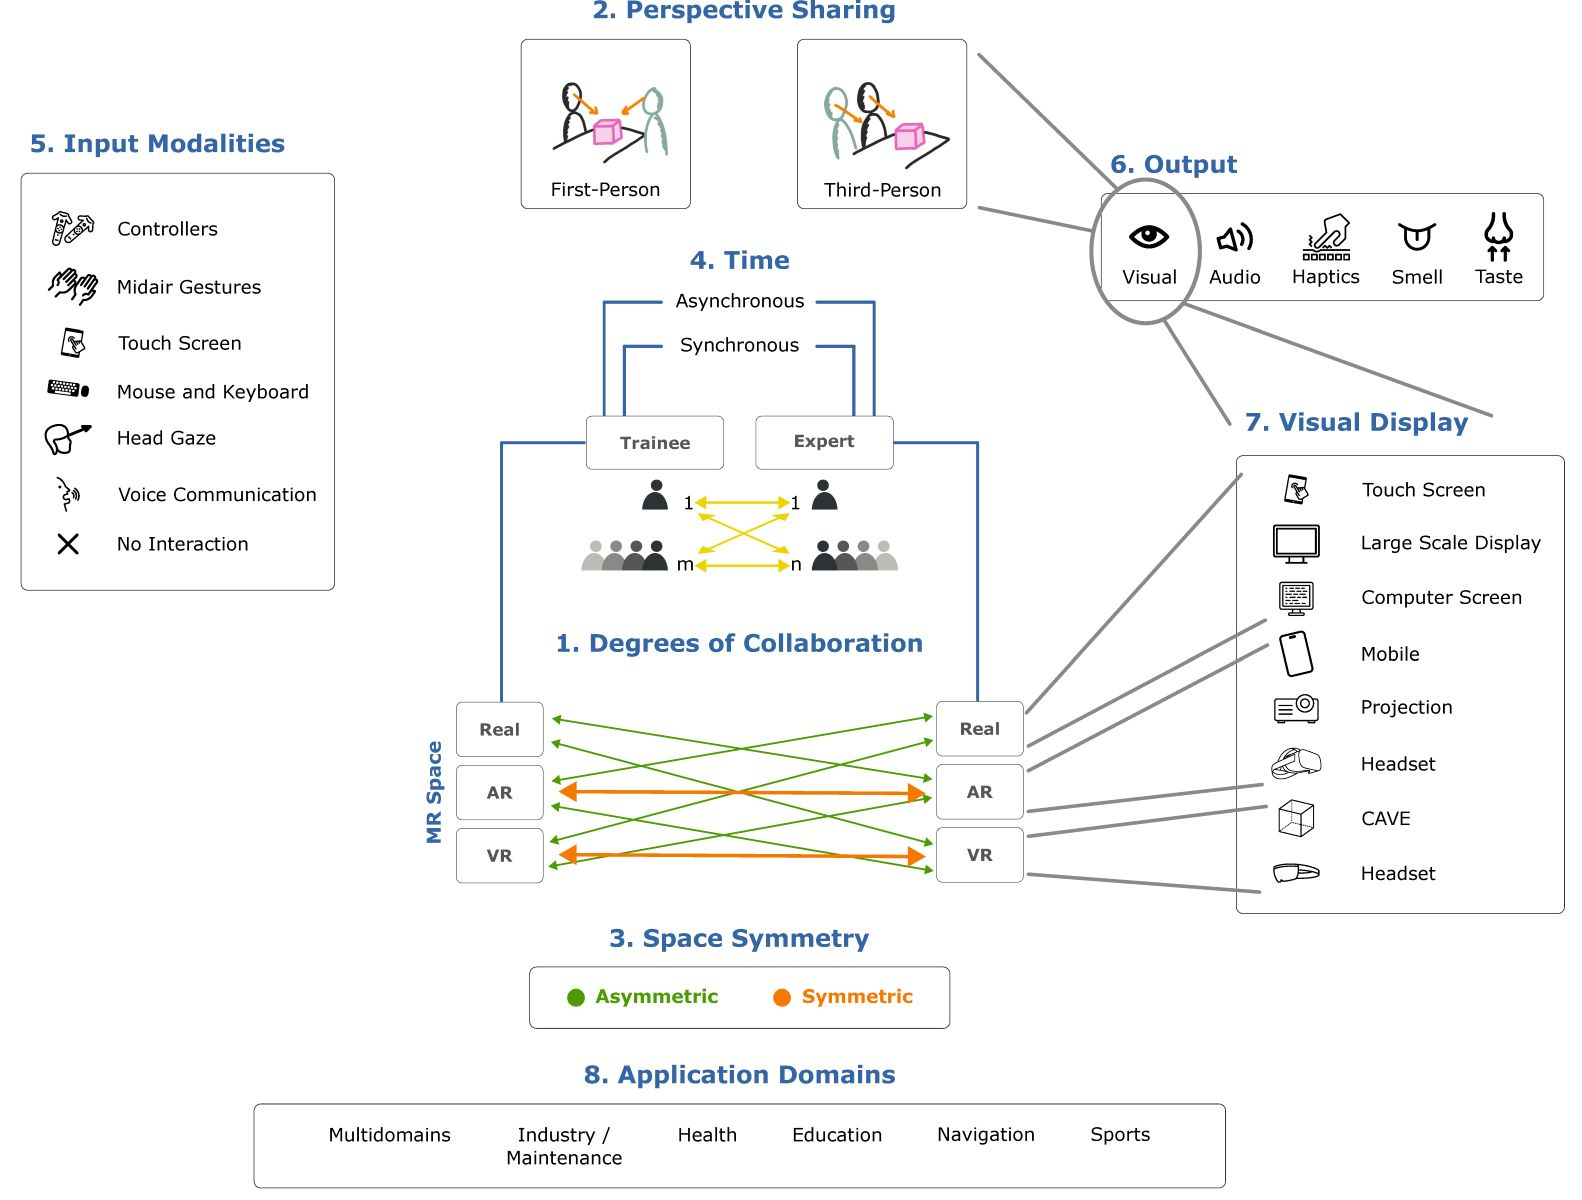 2. Perspective Sharing
First-Person
Third-Person
5. Input Modalities
Controllers
Midair Gestures
Touch Screen
Mouse and Keyboard
Head Gaze
Voice Communication
No Interaction
6. Output
Visual
Audio
Haptics
Smell
Taste
4. Time
Asynchronous
Synchronous
Trainee
Expert
1
1
m
n
7. Visual Display
Touch Screen
Large Scale Display
Computer Screen
Mobile
Projection
Headset
CAVE
Headset
1. Degrees of Collaboration
MR Space
Real
AR
VR
Real
AR
VR
3. Space Symmetry
Asymmetric
Symmetric
8. Application Domains
Multidomains
Industry /
Maintenance
Health
Education
Navigation
Sports